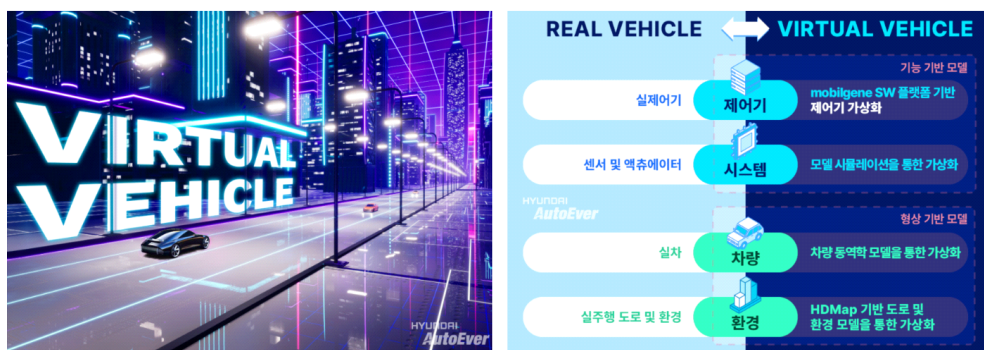 VIRTUAL
VEHICLE
HYUNDAI
AutoEver
REAL VEHICLE
VIRTUAL VEHICLE
기능 기반 모델
실제어기
제어기
mobilgene SW 플랫폼 기반
제어기 가상화
센서 및 액츄에이터
시스템
모델 시뮬레이션을 통한 가상화
HYUNDAI
AutoEver
형상 기반 모델
실차
차량
차량 동역학 모델을 통한 가상화
실주행 도로 및 환경
환경
HDMap 기반 도로 및
환경 모델을 통한 가상화